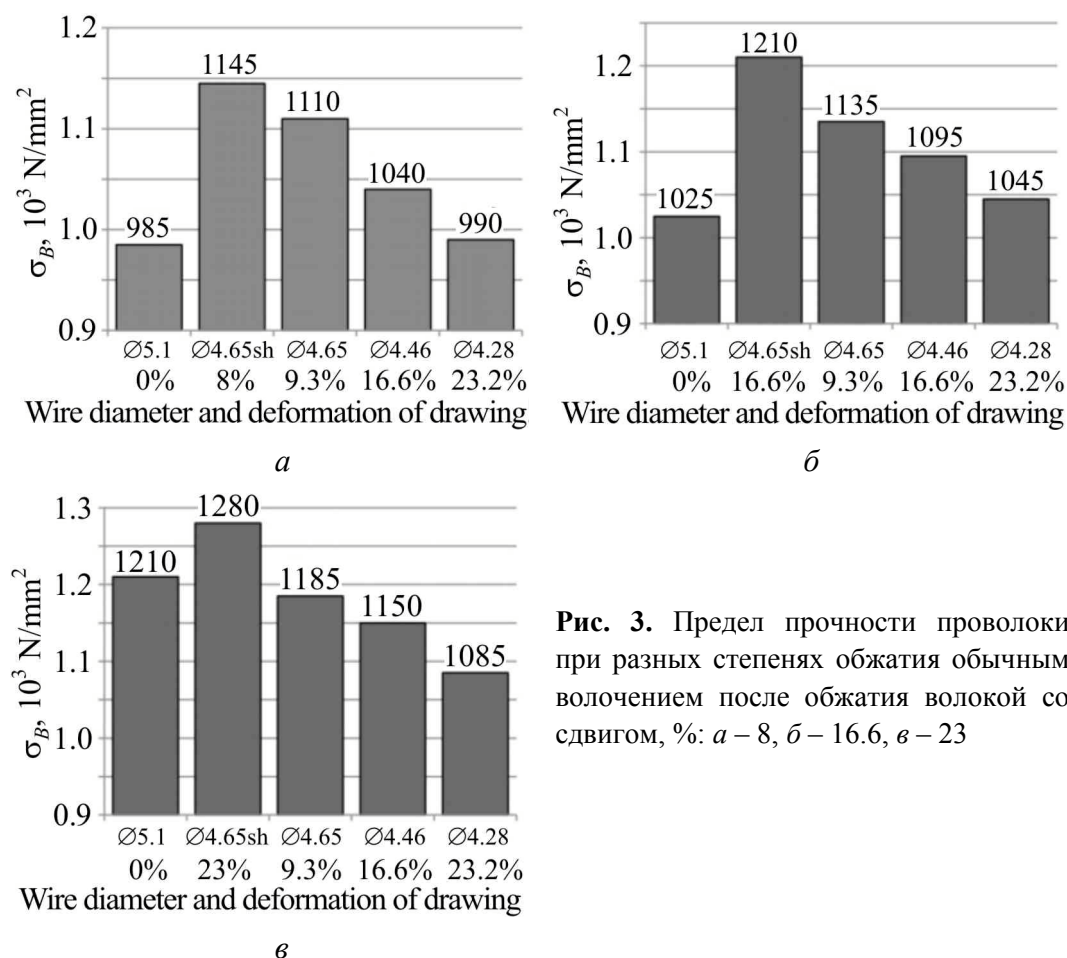 1.2
1.1
1.0
0.9
σB, 10³ N/mm²
985
1145
1110
1040
990
∅5.1 ∅4.65sh ∅4.65 ∅4.46 ∅4.28
0% 8% 9.3% 16.6% 23.2%
Wire diameter and deformation of drawing
а
1.2
1.1
1.0
0.9
σB, 10³ N/mm²
1025
1210
1135
1095
1045
∅5.1 ∅4.65sh ∅4.65 ∅4.46 ∅4.28
0% 16.6% 9.3% 16.6% 23.2%
Wire diameter and deformation of drawing
б
1.3
1.2
1.1
1.0
0.9
σB, 10³ N/mm²
1210
1280
1185
1150
1085
∅5.1 ∅4.65sh ∅4.65 ∅4.46 ∅4.28
0% 23% 9.3% 16.6% 23.2%
Wire diameter and deformation of drawing
в
Рис. 3. Предел прочности проволоки
при разных степенях обжатия обычным
волочением после обжатия волокой со
сдвигом, %: а – 8, б – 16.6, в – 23